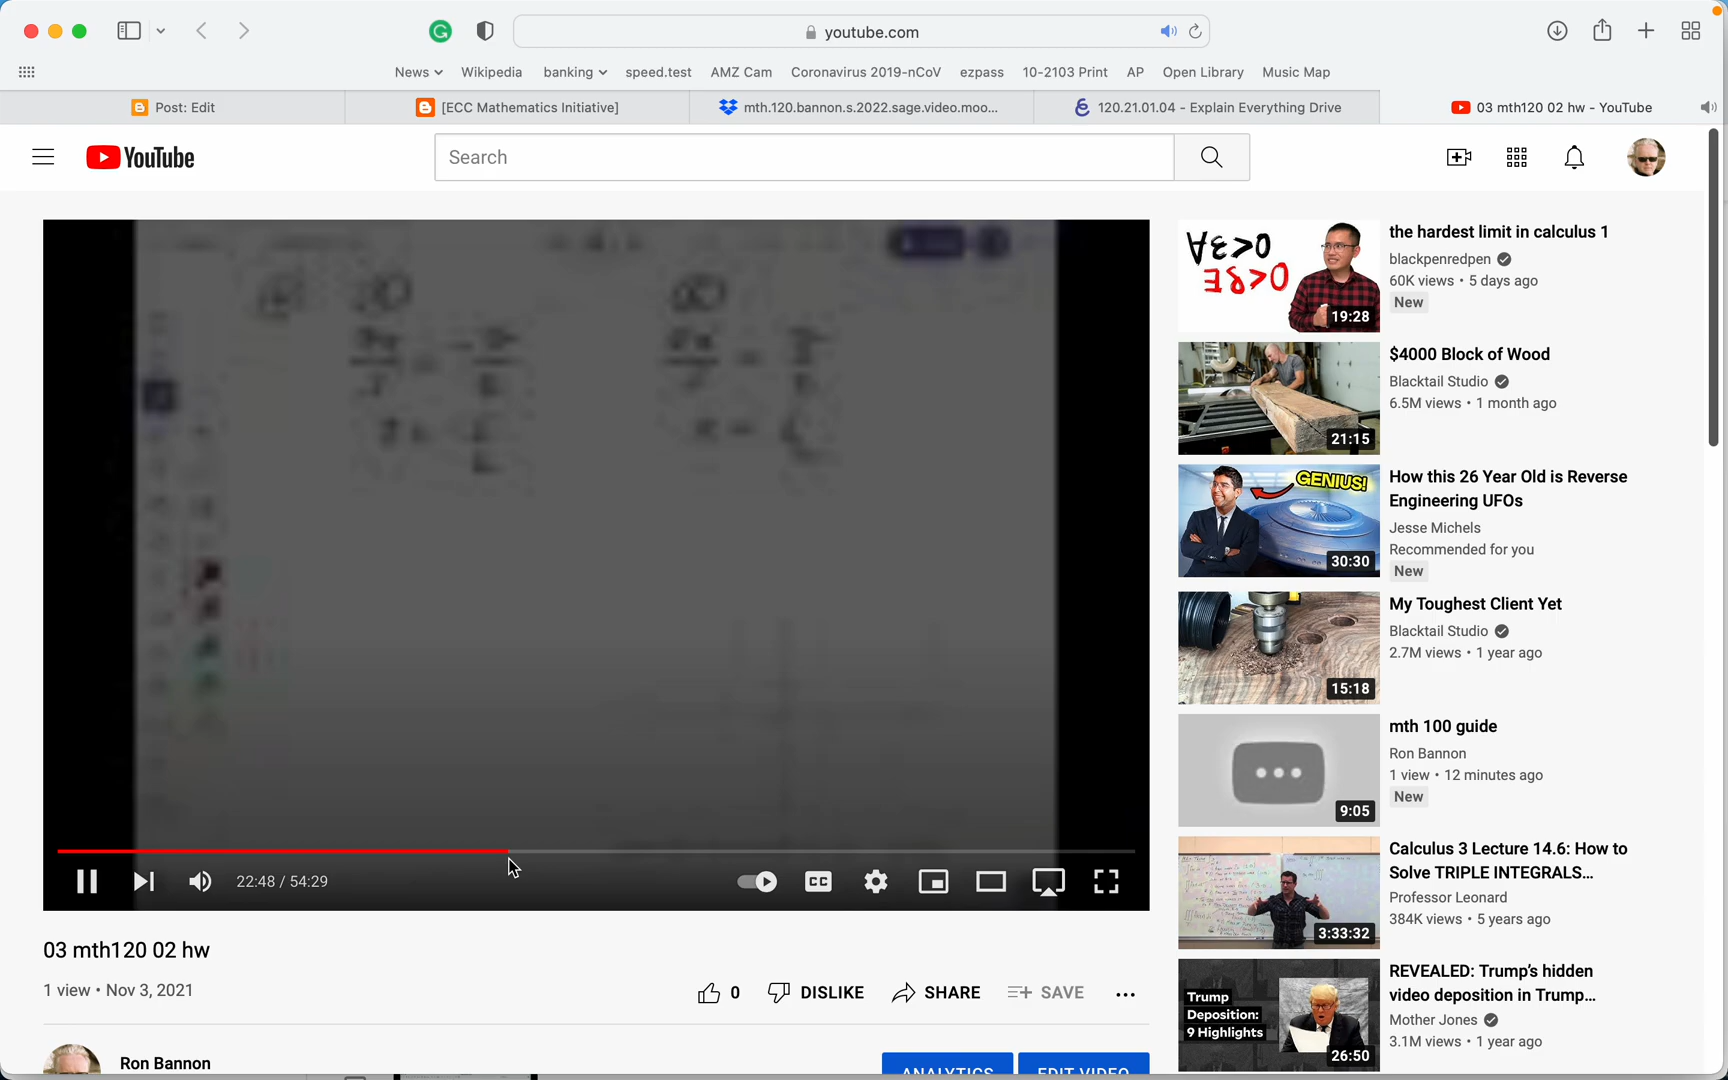 youtube.com
News Wikipedia banking speed.test AMZ Cam Coronavirus 2019-nCoV ezpass 10-2103 Print AP Open Library Music Map
Post: Edit
[ECC Mathematics Initiative]
mth.120.bannon.s.2022.sage.video.moo...
120.21.01.04 - Explain Everything Drive
03 mth120 02 hw - YouTube
YouTube
Search
22:48 / 54:29
CC
03 mth120 02 hw
1 view • Nov 3, 2021
0 DISLIKE SHARE SAVE
Ron Bannon
ANALYTICS EDIT VIDEO
∀ε>0
∃δ>0
19:28
the hardest limit in calculus 1
blackpenredpen
60K views • 5 days ago
New
21:15
$4000 Block of Wood
Blacktail Studio
6.5M views • 1 month ago
GENIUS!
30:30
How this 26 Year Old is Reverse
Engineering UFOs
Jesse Michels
Recommended for you
New
15:18
My Toughest Client Yet
Blacktail Studio
2.7M views • 1 year ago
9:05
mth 100 guide
Ron Bannon
1 view • 12 minutes ago
New
3:33:32
Calculus 3 Lecture 14.6: How to
Solve TRIPLE INTEGRALS...
Professor Leonard
384K views • 5 years ago
Trump
Deposition:
9 Highlights
26:50
REVEALED: Trump's hidden
video deposition in Trump...
Mother Jones
3.1M views • 1 year ago